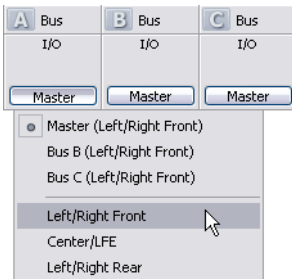 A Bus B Bus C Bus
I/O I/O I/O
Master Master Master
Master (Left/Right Front)
Bus B (Left/Right Front)
Bus C (Left/Right Front)
Left/Right Front
Center/LFE
Left/Right Rear